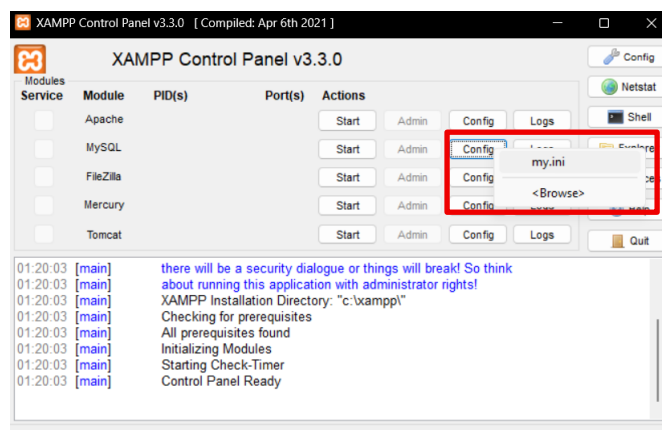 XAMPP Control Panel v3.3.0 [ Compiled: Apr 6th 2021 ]
XAMPP Control Panel v3.3.0
Config
Modules
Service Module PID(s) Port(s) Actions
Netstat
Apache Start Admin Config Logs
Shell
MySQL Start Admin Config
Explore
my.ini
FileZilla Start Admin Config
<Browse>
Mercury Start Admin Config
Help
Tomcat Start Admin Config Logs
Quit
01:20:03 [main] there will be a security dialogue or things will break! So think
01:20:03 [main] about running this application with administrator rights!
01:20:03 [main] XAMPP Installation Directory: "c:\xampp\"
01:20:03 [main] Checking for prerequisites
01:20:03 [main] All prerequisites found
01:20:03 [main] Initializing Modules
01:20:03 [main] Starting Check-Timer
01:20:03 [main] Control Panel Ready